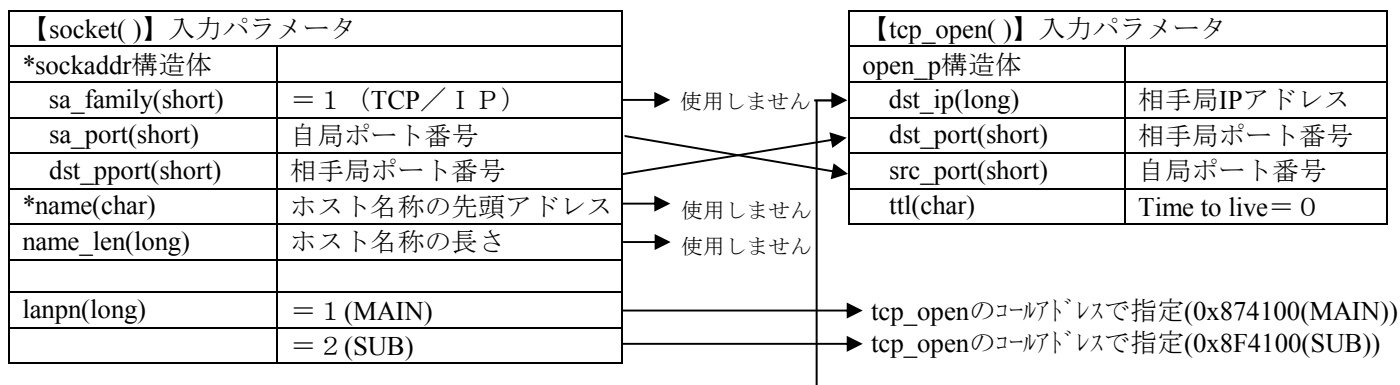 【socket( )】入力パラメータ
*sockaddr構造体
sa_family(short) ＝１（TCP／ＩＰ）
sa_port(short) 自局ポート番号
dst_pport(short) 相手局ポート番号
*name(char) ホスト名称の先頭アドレス
name_len(long) ホスト名称の長さ
lanpn(long) ＝１(MAIN)
＝２(SUB)
使用しません
使用しません
使用しません
【tcp_open( )】入力パラメータ
open_p構造体
dst_ip(long) 相手局IPアドレス
dst_port(short) 相手局ポート番号
src_port(short) 自局ポート番号
ttl(char) Time to live＝０
tcp_openのｺｰﾙｱﾄﾞﾚｽで指定(0x874100(MAIN))
tcp_openのｺｰﾙｱﾄﾞﾚｽで指定(0x8F4100(SUB))